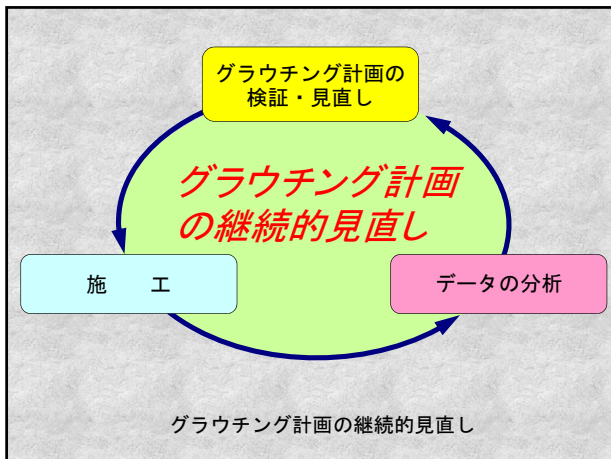 グラウチング計画の
検証・見直し
グラウチング計画
の継続的見直し
施　　工
データの分析
グラウチング計画の継続的見直し